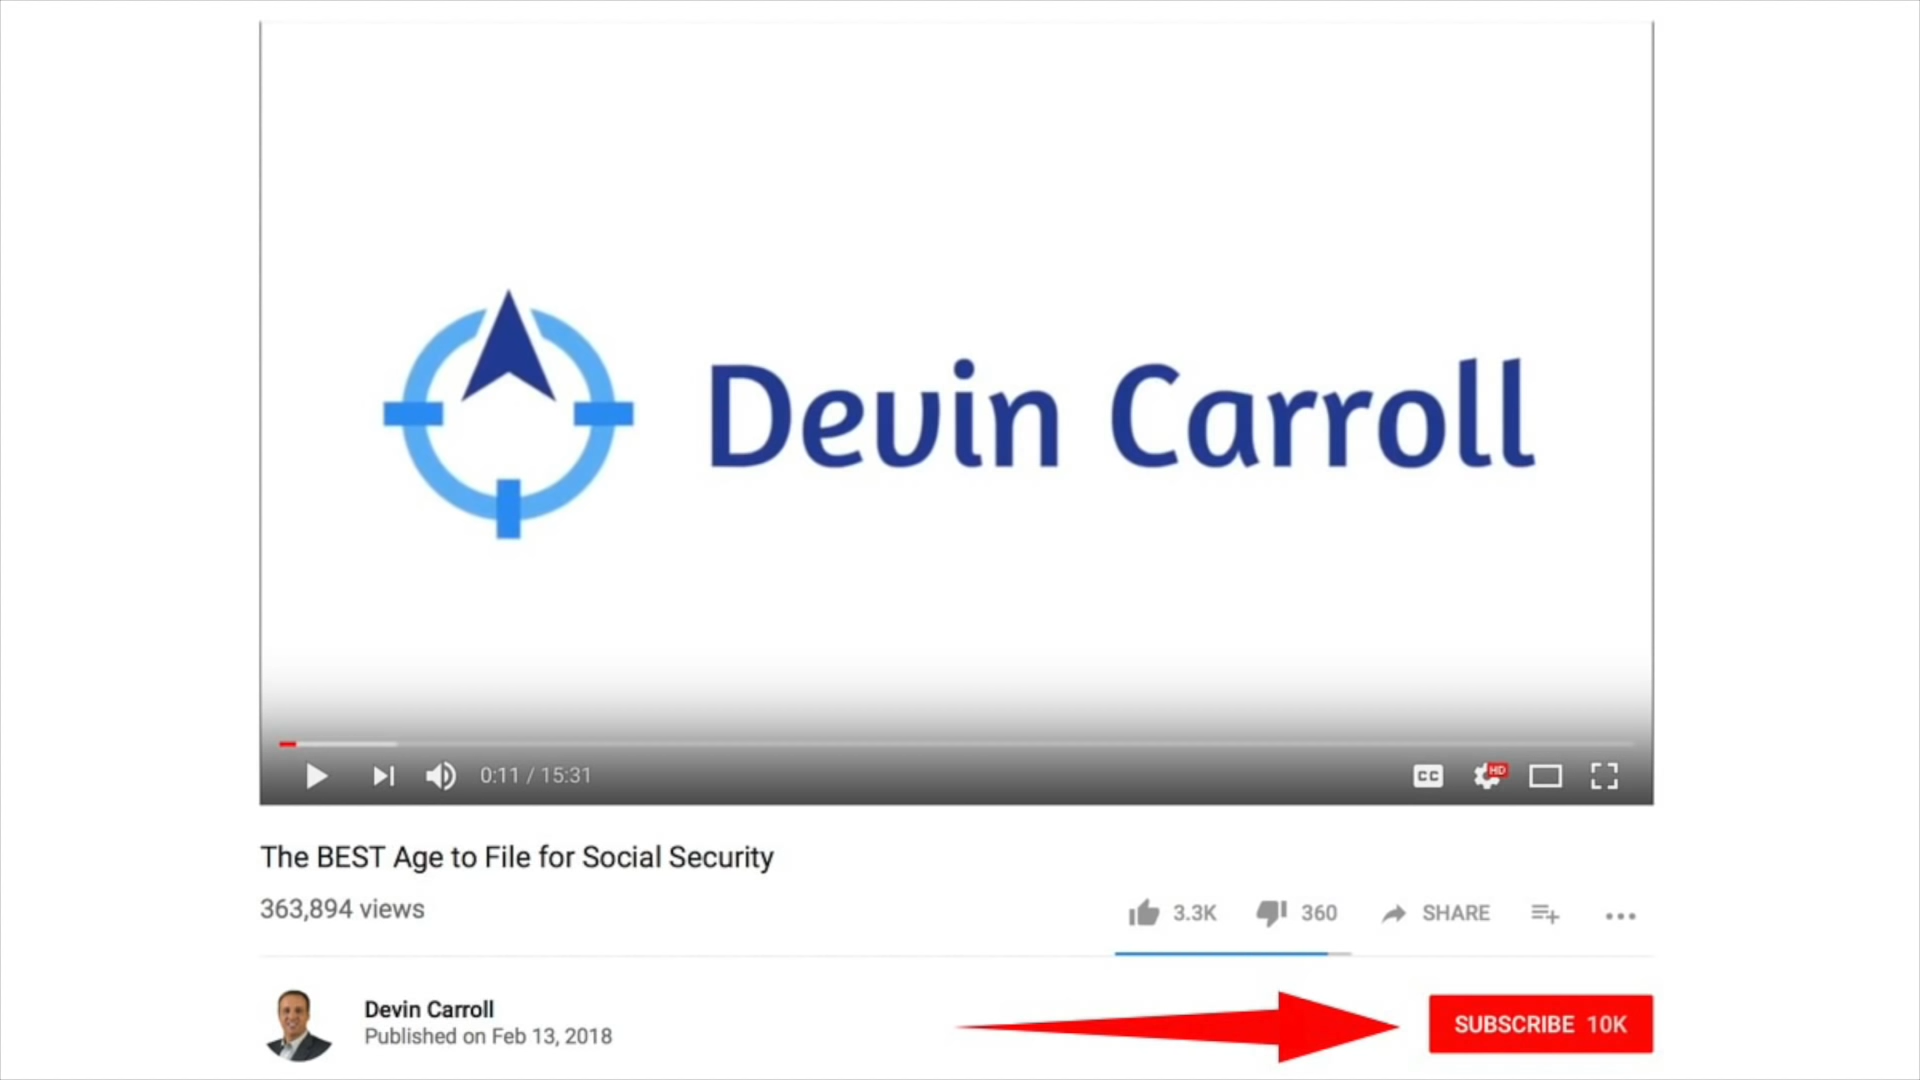 Devin Carroll
0:11 / 15:31
CC
HD
The BEST Age to File for Social Security
363,894 views
3.3K
360
SHARE
Devin Carroll
Published on Feb 13, 2018
SUBSCRIBE 10K